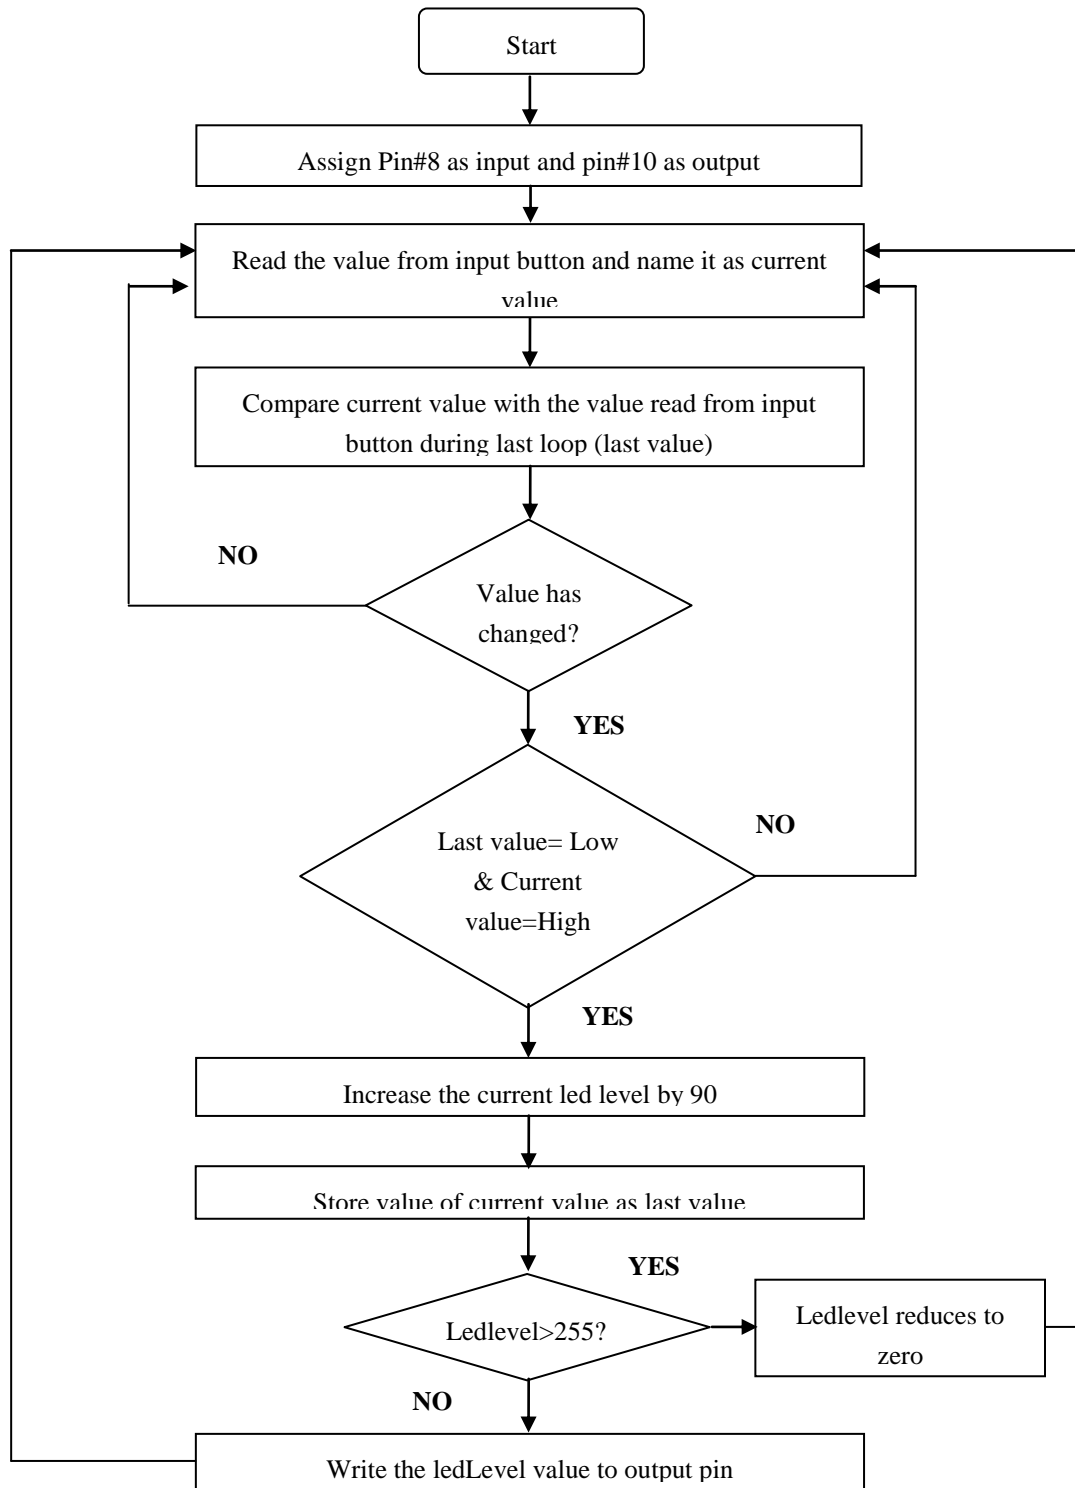 Start
Assign Pin#8 as input and pin#10 as output
Read the value from input button and name it as current
value
Compare current value with the value read from input
button during last loop (last value)
NO
Value has
changed?
YES
Last value= Low
& Current
value=High
NO
YES
Increase the current led level by 90
Store value of current value as last value
YES
Ledlevel>255?
Ledlevel reduces to
zero
NO
Write the ledLevel value to output pin